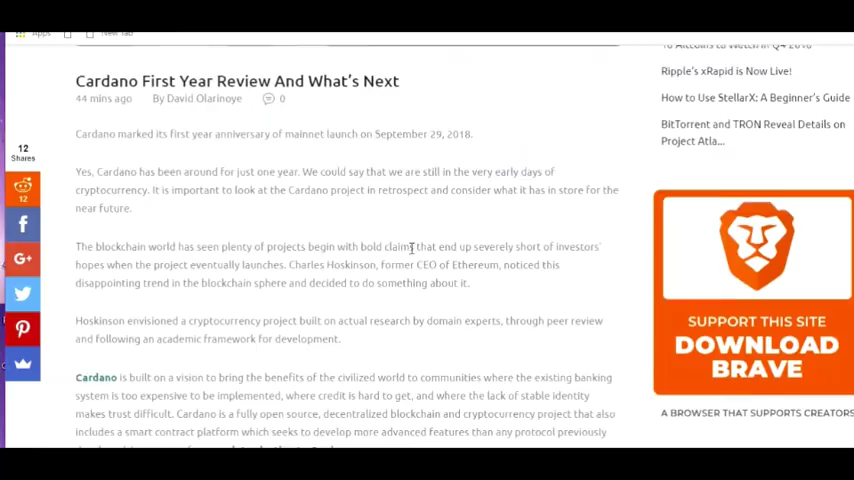 Apps
New Tab
Cardano First Year Review And What's Next
44 mins ago By David Olarinoye 0
Cardano marked its first year anniversary of mainnet launch on September 29, 2018.
Yes, Cardano has been around for just one year. We could say that we are still in the very early days of
cryptocurrency. It is important to look at the Cardano project in retrospect and consider what it has in store for the
near future.
The blockchain world has seen plenty of projects begin with bold claims that end up severely short of investors'
hopes when the project eventually launches. Charles Hoskinson, former CEO of Ethereum, noticed this
disappointing trend in the blockchain sphere and decided to do something about it.
Hoskinson envisioned a cryptocurrency project built on actual research by domain experts, through peer review
and following an academic framework for development.
Cardano is built on a vision to bring the benefits of the civilized world to communities where the existing banking
system is too expensive to be implemented, where credit is hard to get, and where the lack of stable identity
makes trust difficult. Cardano is a fully open source, decentralized blockchain and cryptocurrency project that also
includes a smart contract platform which seeks to develop more advanced features than any protocol previously
12
Shares
12
G+
10 Altcoins to Watch in Q4 2018
Ripple's xRapid is Now Live!
How to Use StellarX: A Beginner's Guide
BitTorrent and TRON Reveal Details on
Project Atla...
SUPPORT THIS SITE
DOWNLOAD
BRAVE
A BROWSER THAT SUPPORTS CREATORS